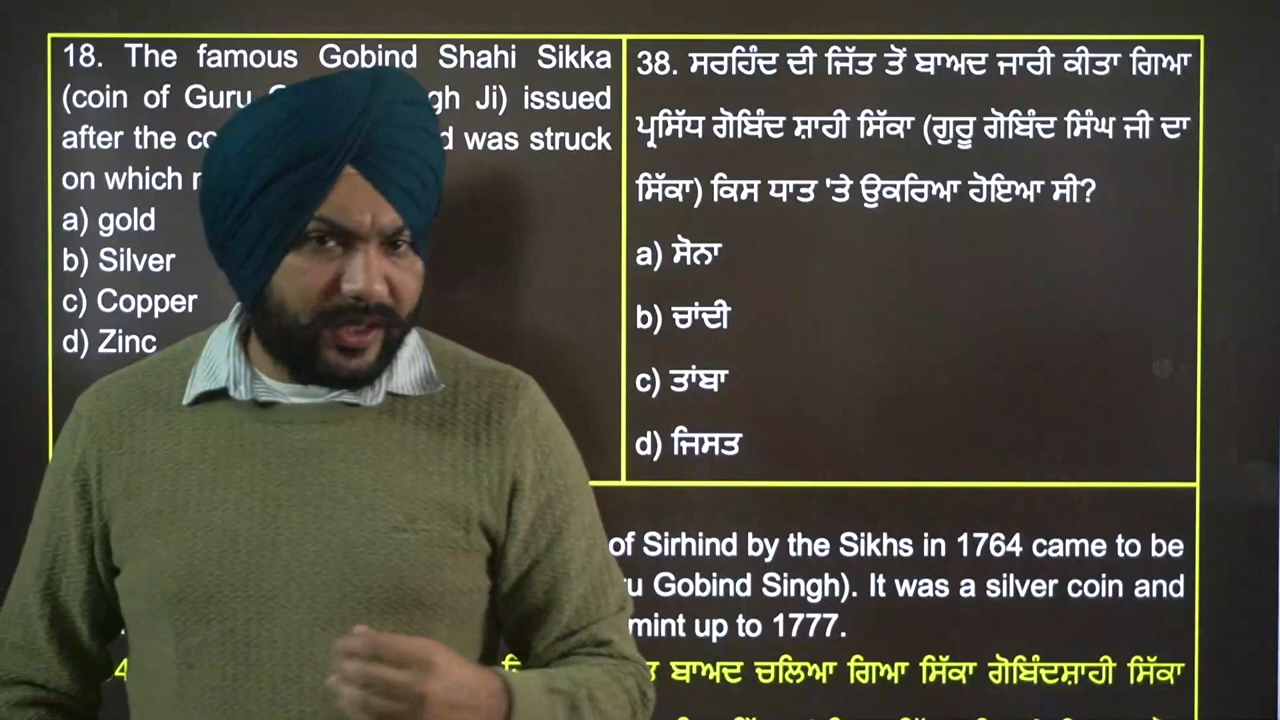 18. The famous Gobind Shahi Sikka
(coin of Guru gh Ji) issued
after the was struck
on which
a) gold
b) Silver
c) Copper
d) Zinc
38. ਸਰਹਿੰਦ ਦੀ ਜਿੱਤ ਤੋਂ ਬਾਅਦ ਜਾਰੀ ਕੀਤਾ ਗਿਆ
ਪ੍ਰਸਿੱਧ ਗੋਬਿੰਦ ਸ਼ਾਹੀ ਸਿੱਕਾ (ਗੁਰੂ ਗੋਬਿੰਦ ਸਿੰਘ ਜੀ ਦਾ
ਸਿੱਕਾ) ਕਿਸ ਧਾਤ 'ਤੇ ਉਕਰਿਆ ਹੋਇਆ ਸੀ?
a) ਸੋਨਾ
b) ਚਾਂਦੀ
c) ਤਾਂਬਾ
d) ਜਿਸਤ
of Sirhind by the Sikhs in 1764 came to be
Gobind Singh). It was a silver coin and
mint up to 1777.
ਬਾਅਦ ਚਲਿਆ ਗਿਆ ਸਿੱਕਾ ਗੋਬਿੰਦਸ਼ਾਹੀ ਸਿੱਕਾ